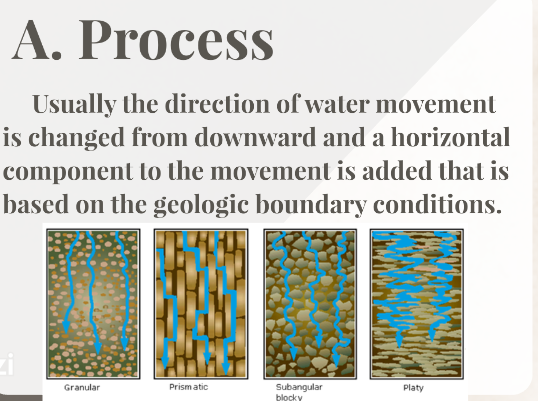 A. Process
Usually the direction of water movement
is changed from downward and a horizontal
component to the movement is added that is
based on the geologic boundary conditions.
zi
Granular
Prismatic
Subangular
blocky
Platy